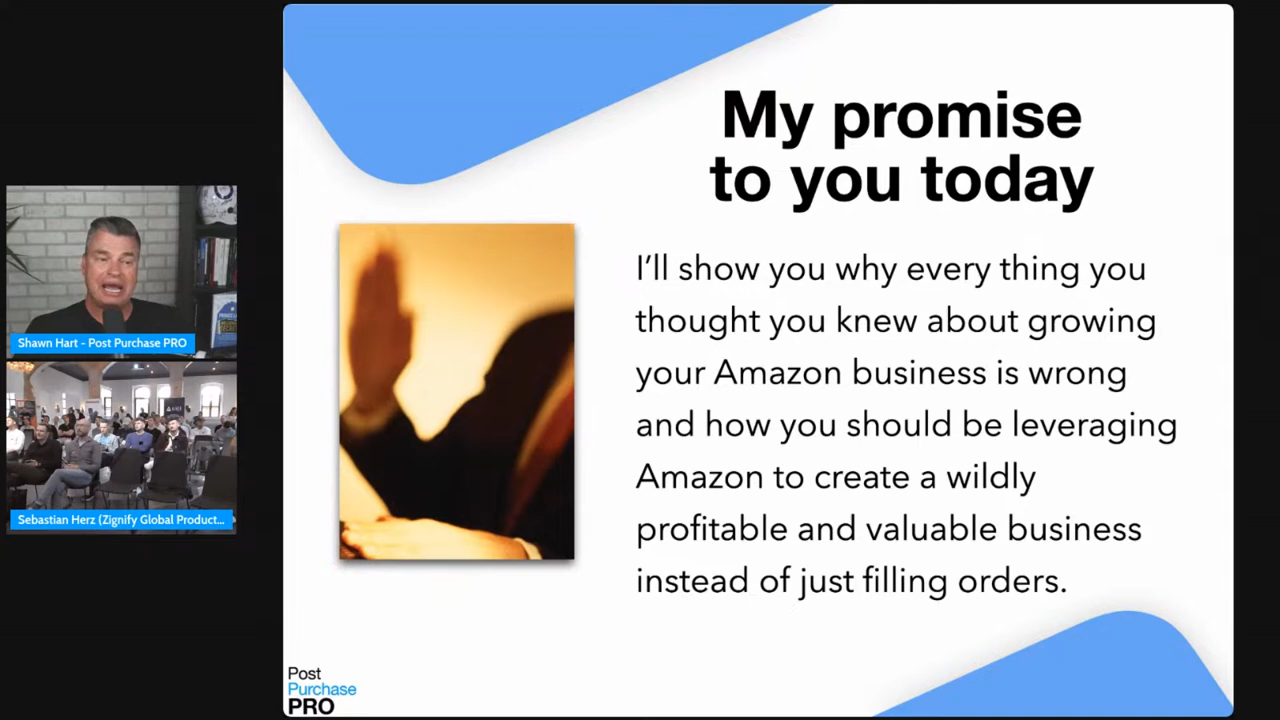 My promise
to you today
I'll show you why every thing you
thought you knew about growing
your Amazon business is wrong
and how you should be leveraging
Amazon to create a wildly
profitable and valuable business
instead of just filling orders.
Shawn Hart - Post Purchase PRO
Sebastian Herz (Zignify Global Product...
Post
Purchase
PRO